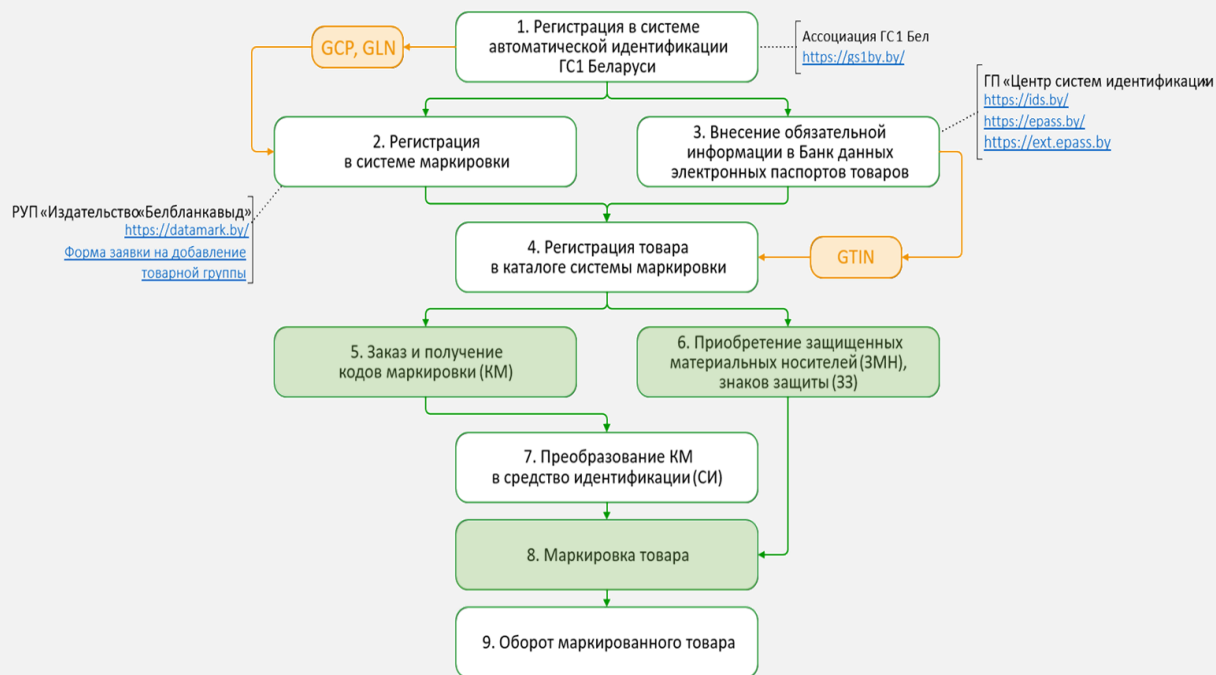 1. Регистрация в системе
автоматической идентификации
ГС1 Беларуси
GCP, GLN
Ассоциация ГС1 Бел
https://gs1by.by/
ГП «Центр систем идентификации»
https://ids.by/
https://epass.by/
https://ext.epass.by
2. Регистрация
в системе маркировки
3. Внесение обязательной
информации в Банк данных
электронных паспортов товаров
РУП «Издательство«Белбланкавыд»
https://datamark.by/
Форма заявки на добавление
товарной группы
4. Регистрация товара
в каталоге системы маркировки
GTIN
5. Заказ и получение
кодов маркировки (КМ)
6. Приобретение защищенных
материальных носителей (ЗМН),
знаков защиты (ЗЗ)
7. Преобразование КМ
в средство идентификации (СИ)
8. Маркировка товара
9. Оборот маркированного товара